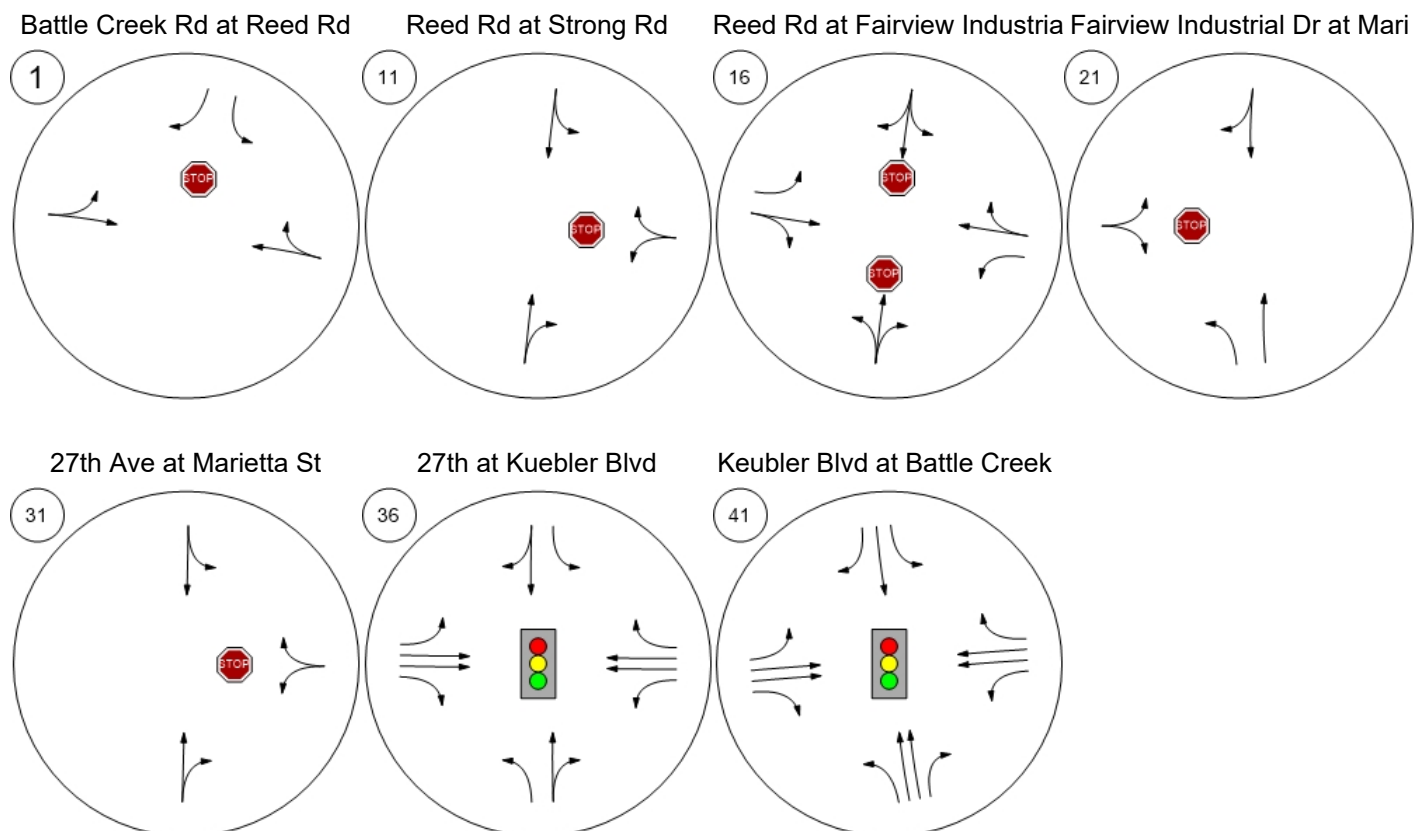 Battle Creek Rd at Reed Rd
Reed Rd at Strong Rd
Reed Rd at Fairview Industria
Fairview Industrial Dr at Mari
1
11
16
21
STOP
STOP
STOP
STOP
STOP
27th Ave at Marietta St
27th at Kuebler Blvd
Keubler Blvd at Battle Creek
31
36
41
STOP